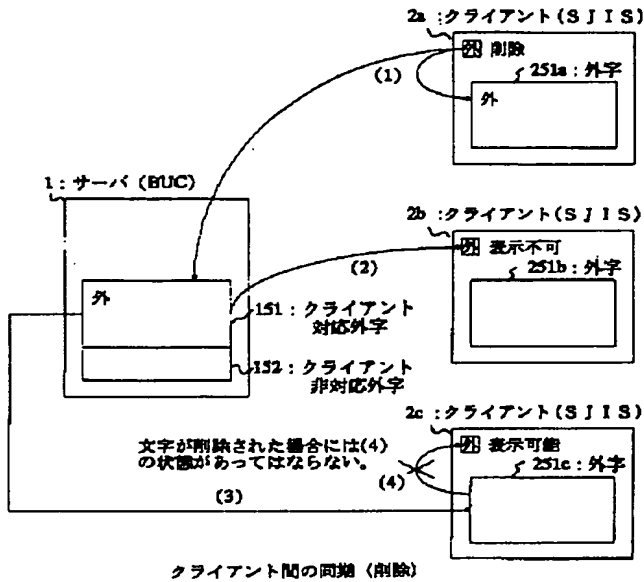 2a :クライアント(SJIS)
外 削除
251a:外字
外
(1)
1:サーバ(EUC)
2b :クライアント(SJIS)
外 表示不可
(2)
251b:外字
外
151:クライアント
対応外字
152:クライアント
非対応外字
2c :クライアント(SJIS)
外 表示可能
文字が削除された場合には(4)
の状態があってはならない。
251c:外字
(4)
(3)
クライアント間の同期(削除)